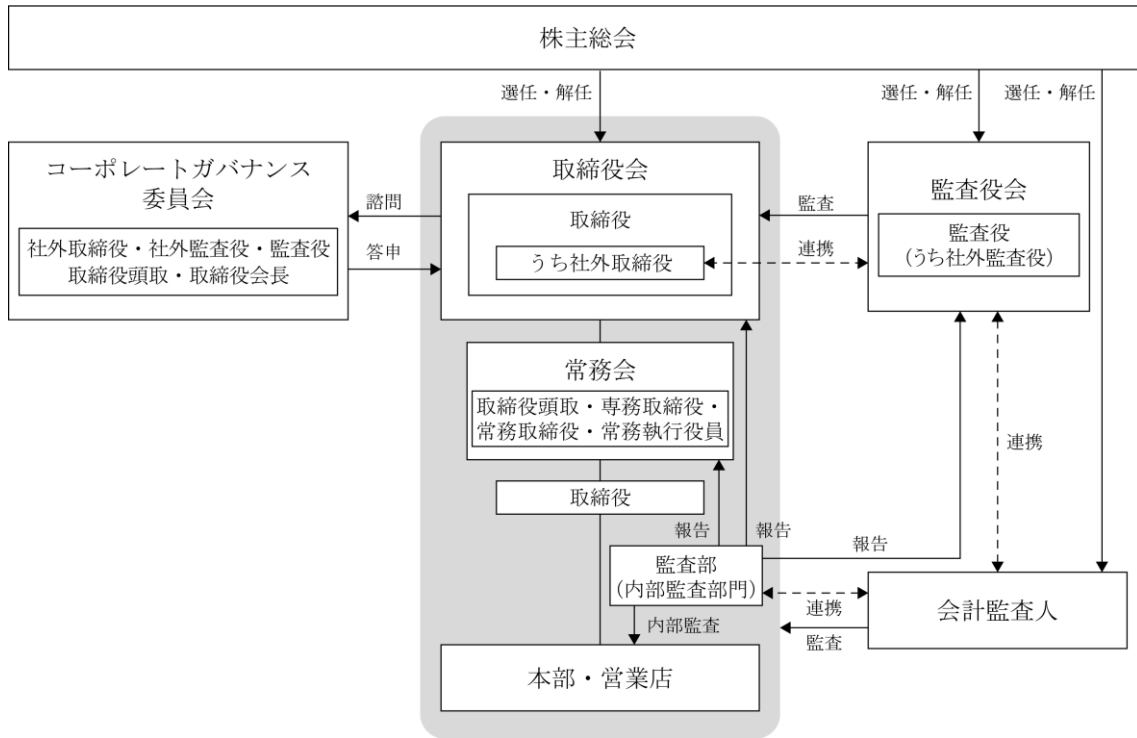 株主総会
選任・解任
選任・解任
選任・解任
コーポレートガバナンス
委員会
社外取締役・社外監査役・監査役
取締役頭取・取締役会長
諮問
答申
取締役会
取締役
うち社外取締役
監査
連携
監査役会
監査役
（うち社外監査役）
常務会
取締役頭取・専務取締役・
常務取締役・常務執行役員
連携
取締役
報告
報告
報告
監査部
（内部監査部門）
連携
会計監査人
内部監査
監査
本部・営業店